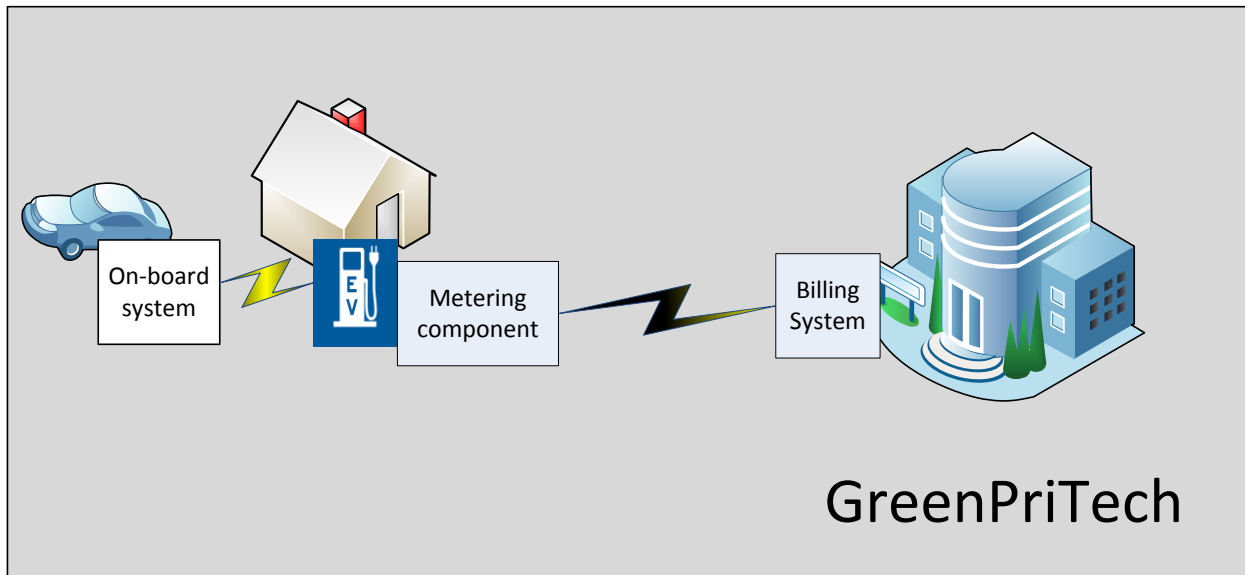 On-board
system
E
V
Metering
component
Billing
System
GreenPriTech